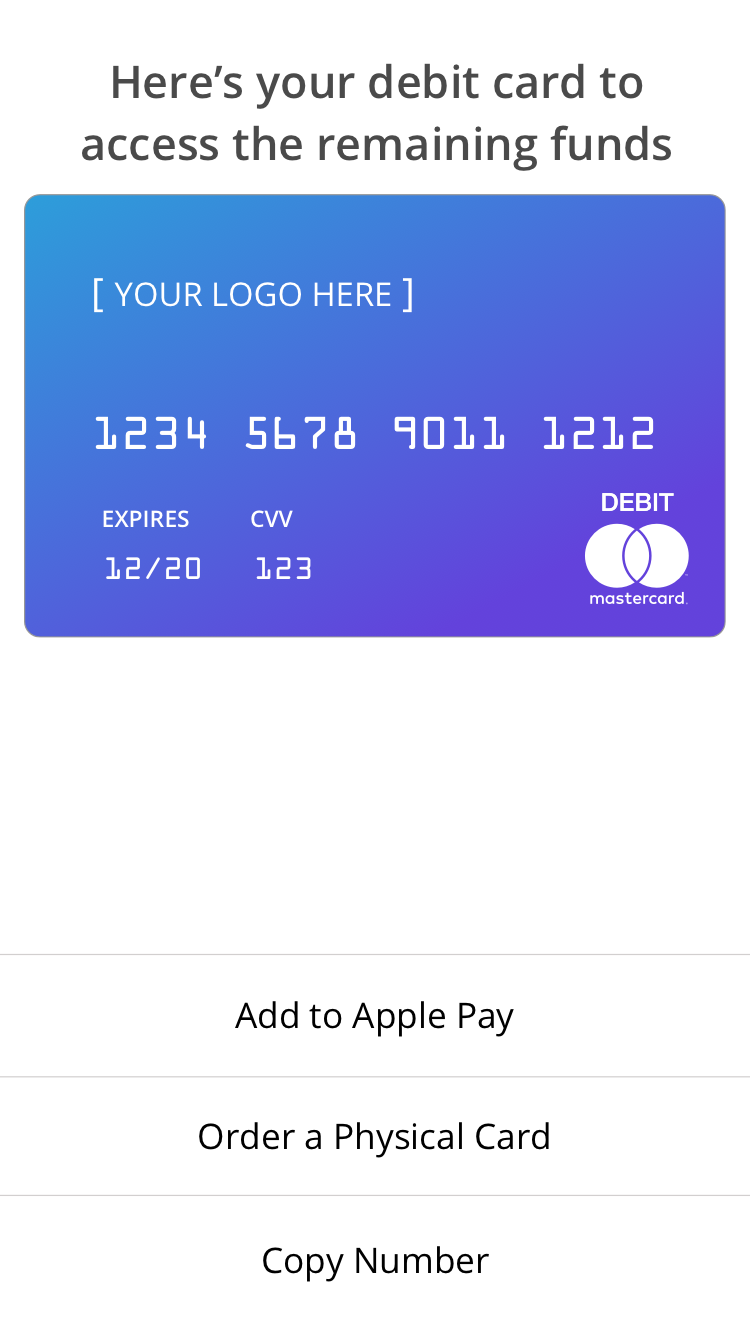 Here’s your debit card to
access the remaining funds
[ YOUR LOGO HERE ]
1234 5678 9011 1212
EXPIRES CVV
12/20 123
DEBIT
mastercard.
Add to Apple Pay
Order a Physical Card
Copy Number